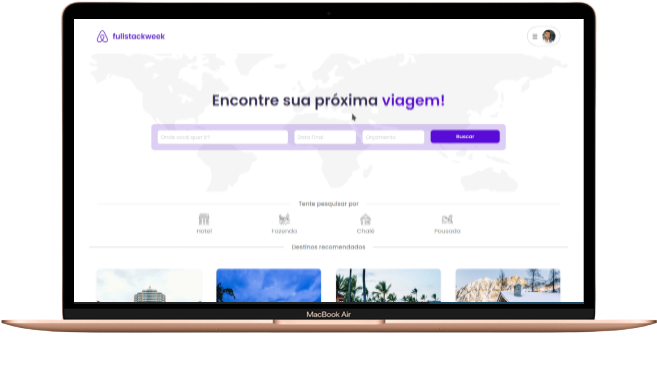 fullstackweek
Encontre sua próxima viagem!
Onde você quer ir? Data Final Orçamento Buscar
Tente pesquisar por
Hotel Fazenda Chalé Pousada
Destinos recomendados
MacBook Air